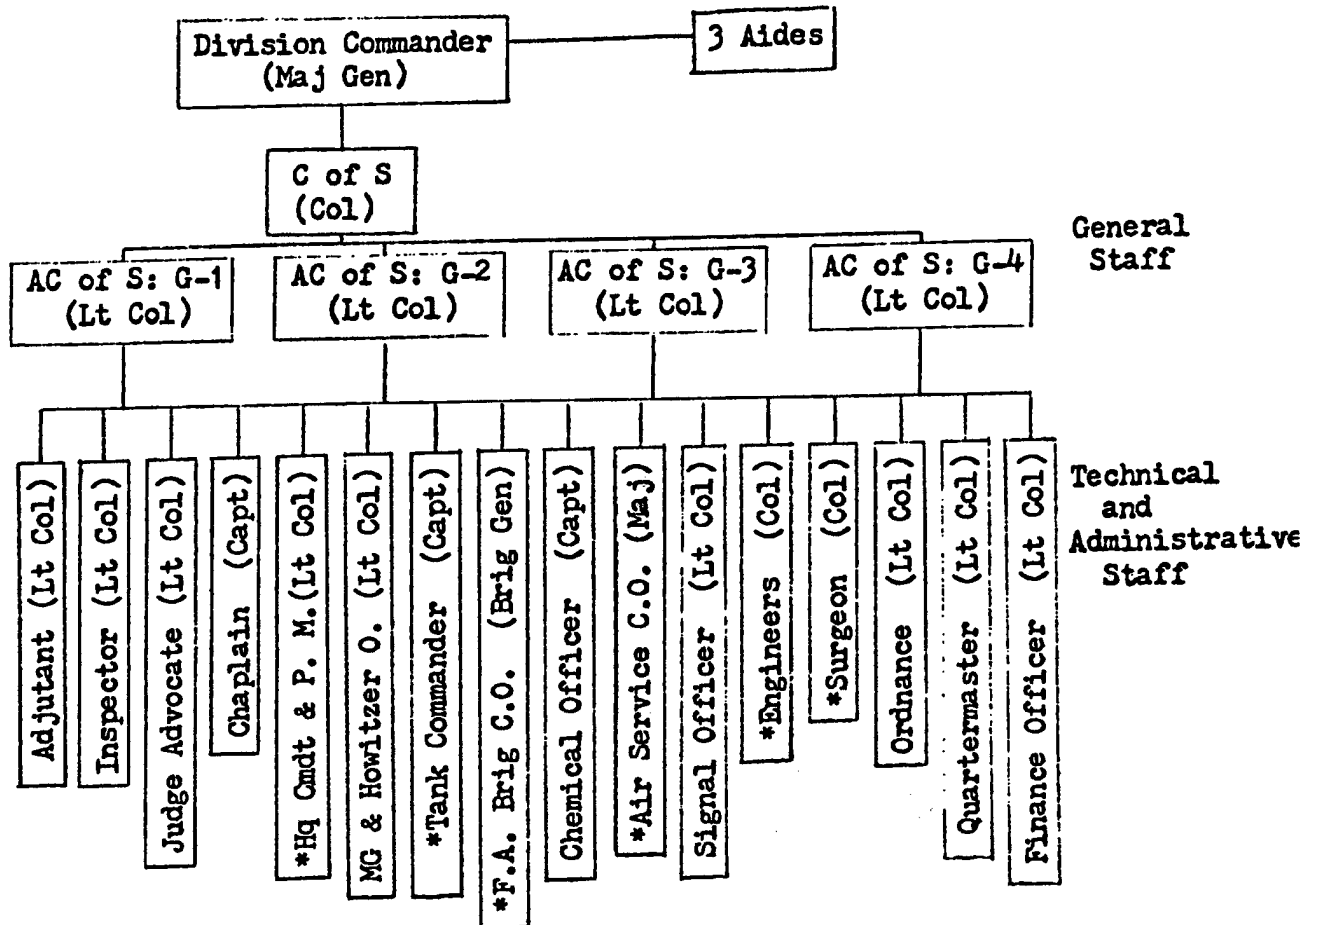 Division Commander
(Maj Gen)
3 Aides
C of S
(Col)
General
Staff
AC of S: G-1
(Lt Col)
AC of S: G-2
(Lt Col)
AC of S: G-3
(Lt Col)
AC of S: G-4
(Lt Col)
Adjutant (Lt Col)
Inspector (Lt Col)
Judge Advocate (Lt Col)
Chaplain (Capt)
*Hq Cmdt & P. M.(Lt Col)
MG & Howitzer O. (Lt Col)
*Tank Commander (Capt)
*F.A. Brig C.O. (Brig Gen)
Chemical Officer (Capt)
*Air Service C.O. (Maj)
Signal Officer (Lt Col)
*Engineers (Col)
*Surgeon (Col)
Ordnance (Lt Col)
Quartermaster (Lt Col)
Finance Officer (Lt Col)
Technical
and
Administrative
Staff